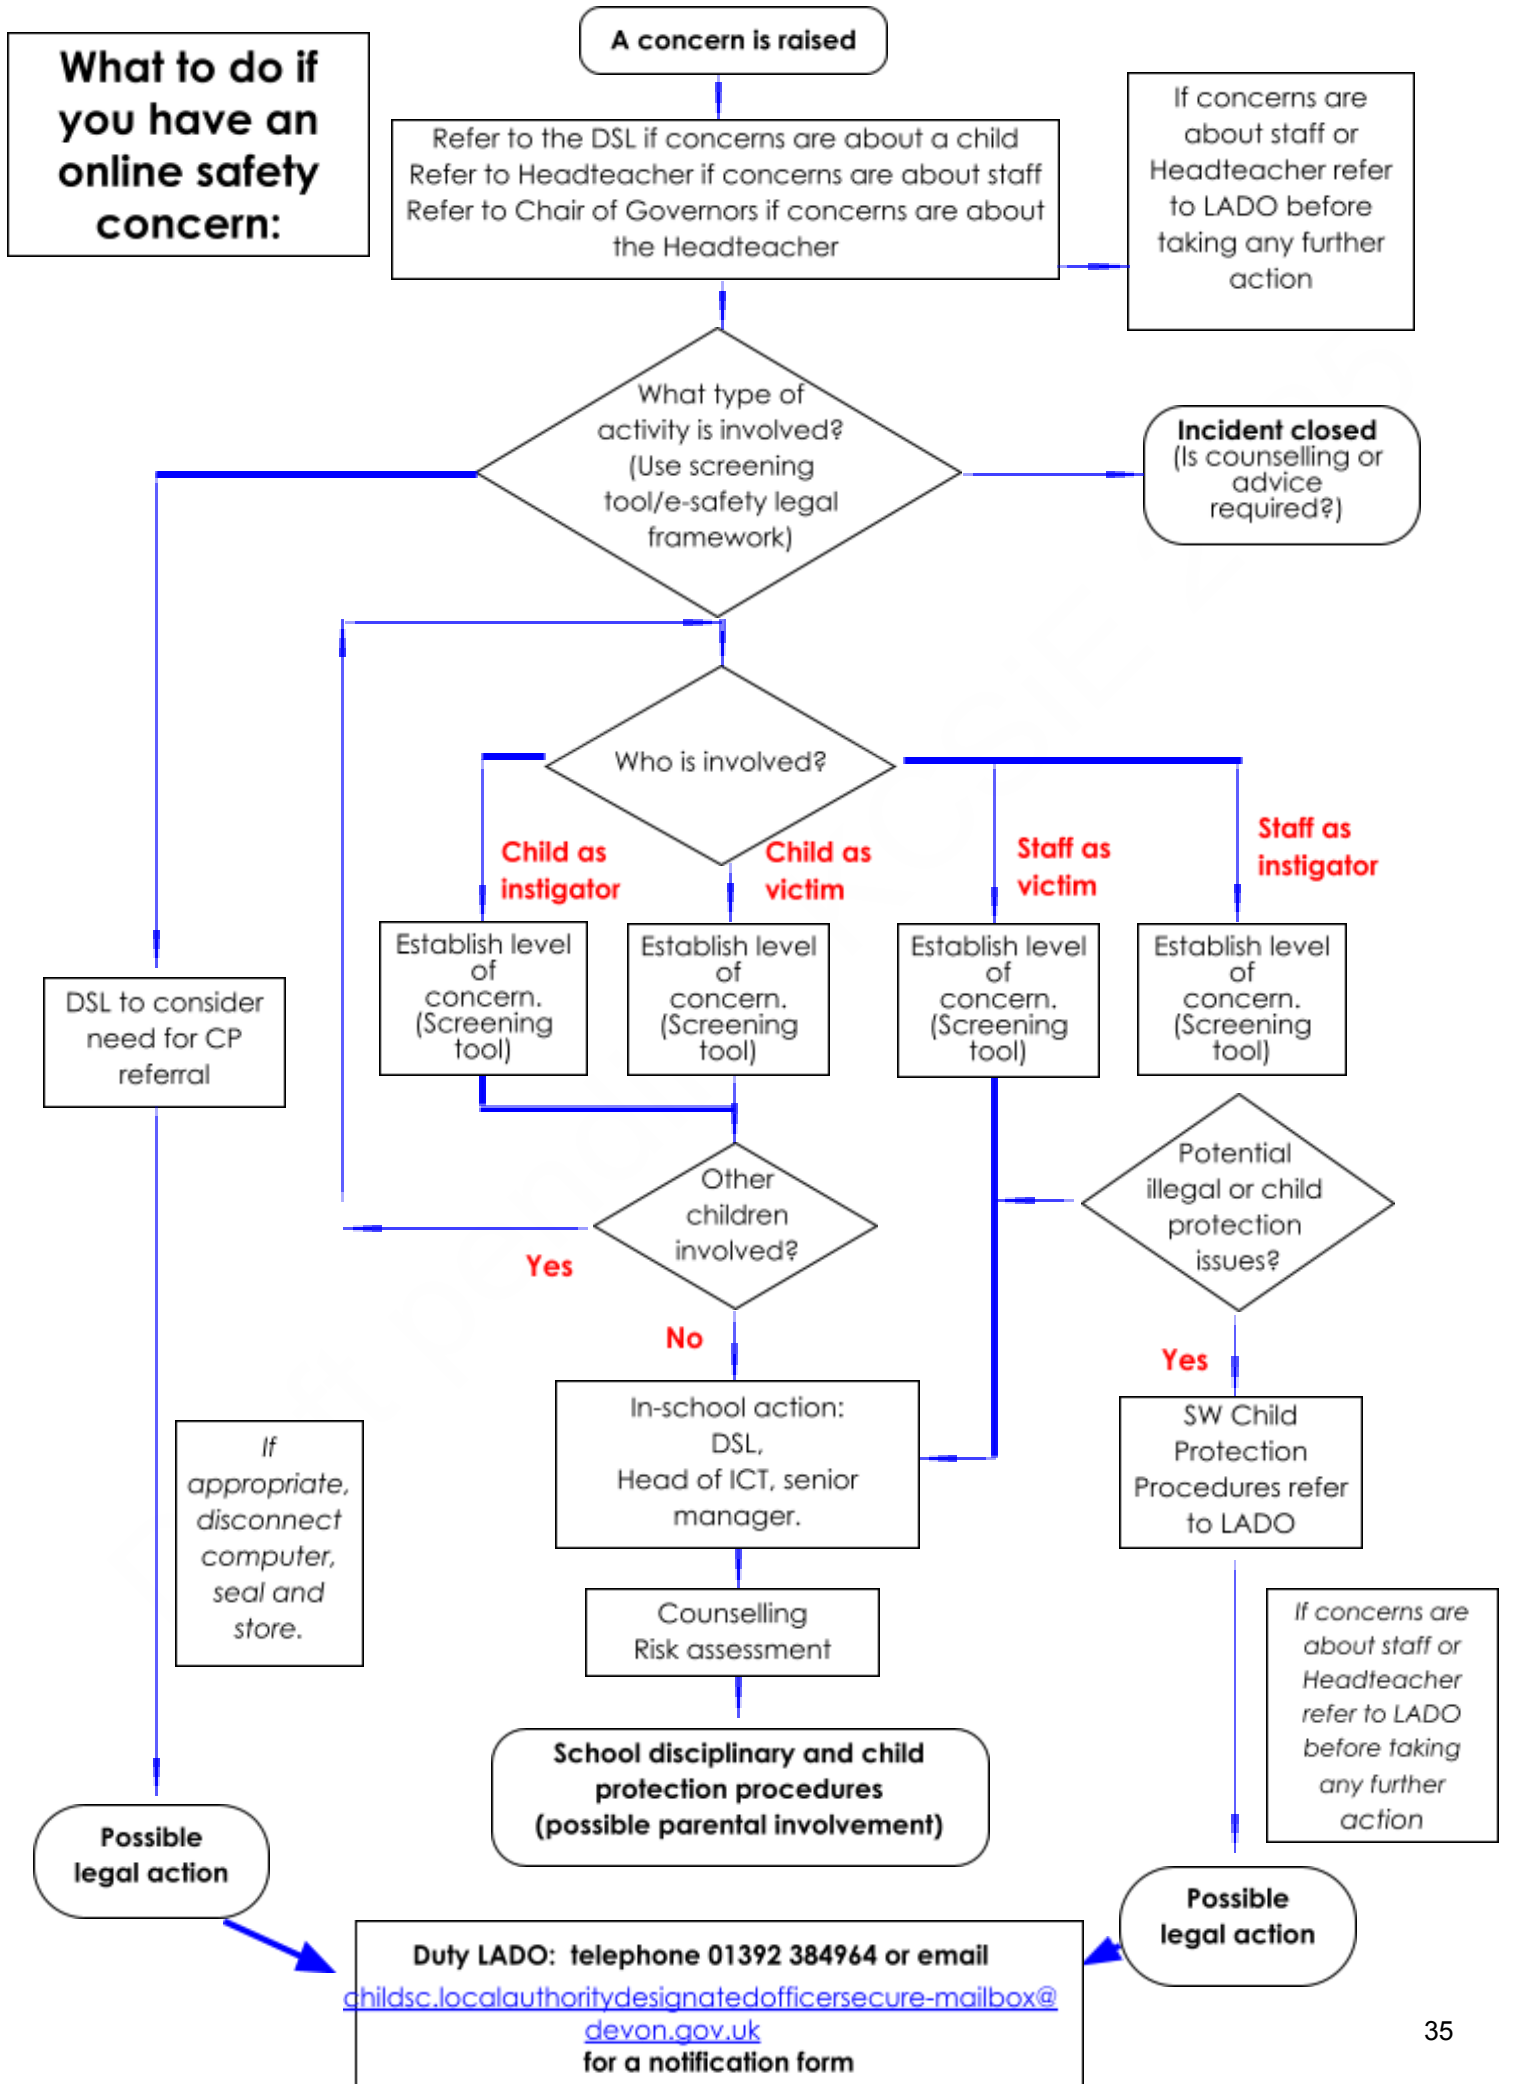 What to do if
you have an
online safety
concern:
A concern is raised
Refer to the DSL if concerns are about a child
Refer to Headteacher if concerns are about staff
Refer to Chair of Governors if concerns are about
the Headteacher
If concerns are
about staff or
Headteacher refer
to LADO before
taking any further
action
What type of
activity is involved?
(Use screening
tool/e-safety legal
framework)
Incident closed
(Is counselling or
advice
required?)
Who is involved?
Child as
instigator
Child as
victim
Staff as
victim
Staff as
instigator
Establish level
of
concern.
(Screening
tool)
Establish level
of
concern.
(Screening
tool)
Establish level
of
concern.
(Screening
tool)
Establish level
of
concern.
(Screening
tool)
DSL to consider
need for CP
referral
Other
children
involved?
Potential
illegal or child
protection
issues?
Yes
No
Yes
In-school action:
DSL,
Head of ICT, senior
manager.
SW Child
Protection
Procedures refer
to LADO
If
appropriate,
disconnect
computer,
seal and
store.
Counselling
Risk assessment
If concerns are
about staff or
Headteacher
refer to LADO
before taking
any further
action
School disciplinary and child
protection procedures
(possible parental involvement)
Possible
legal action
Possible
legal action
Duty LADO: telephone 01392 384964 or email
childsc.localauthoritydesignatedofficersecure-mailbox@
devon.gov.uk
for a notification form
35